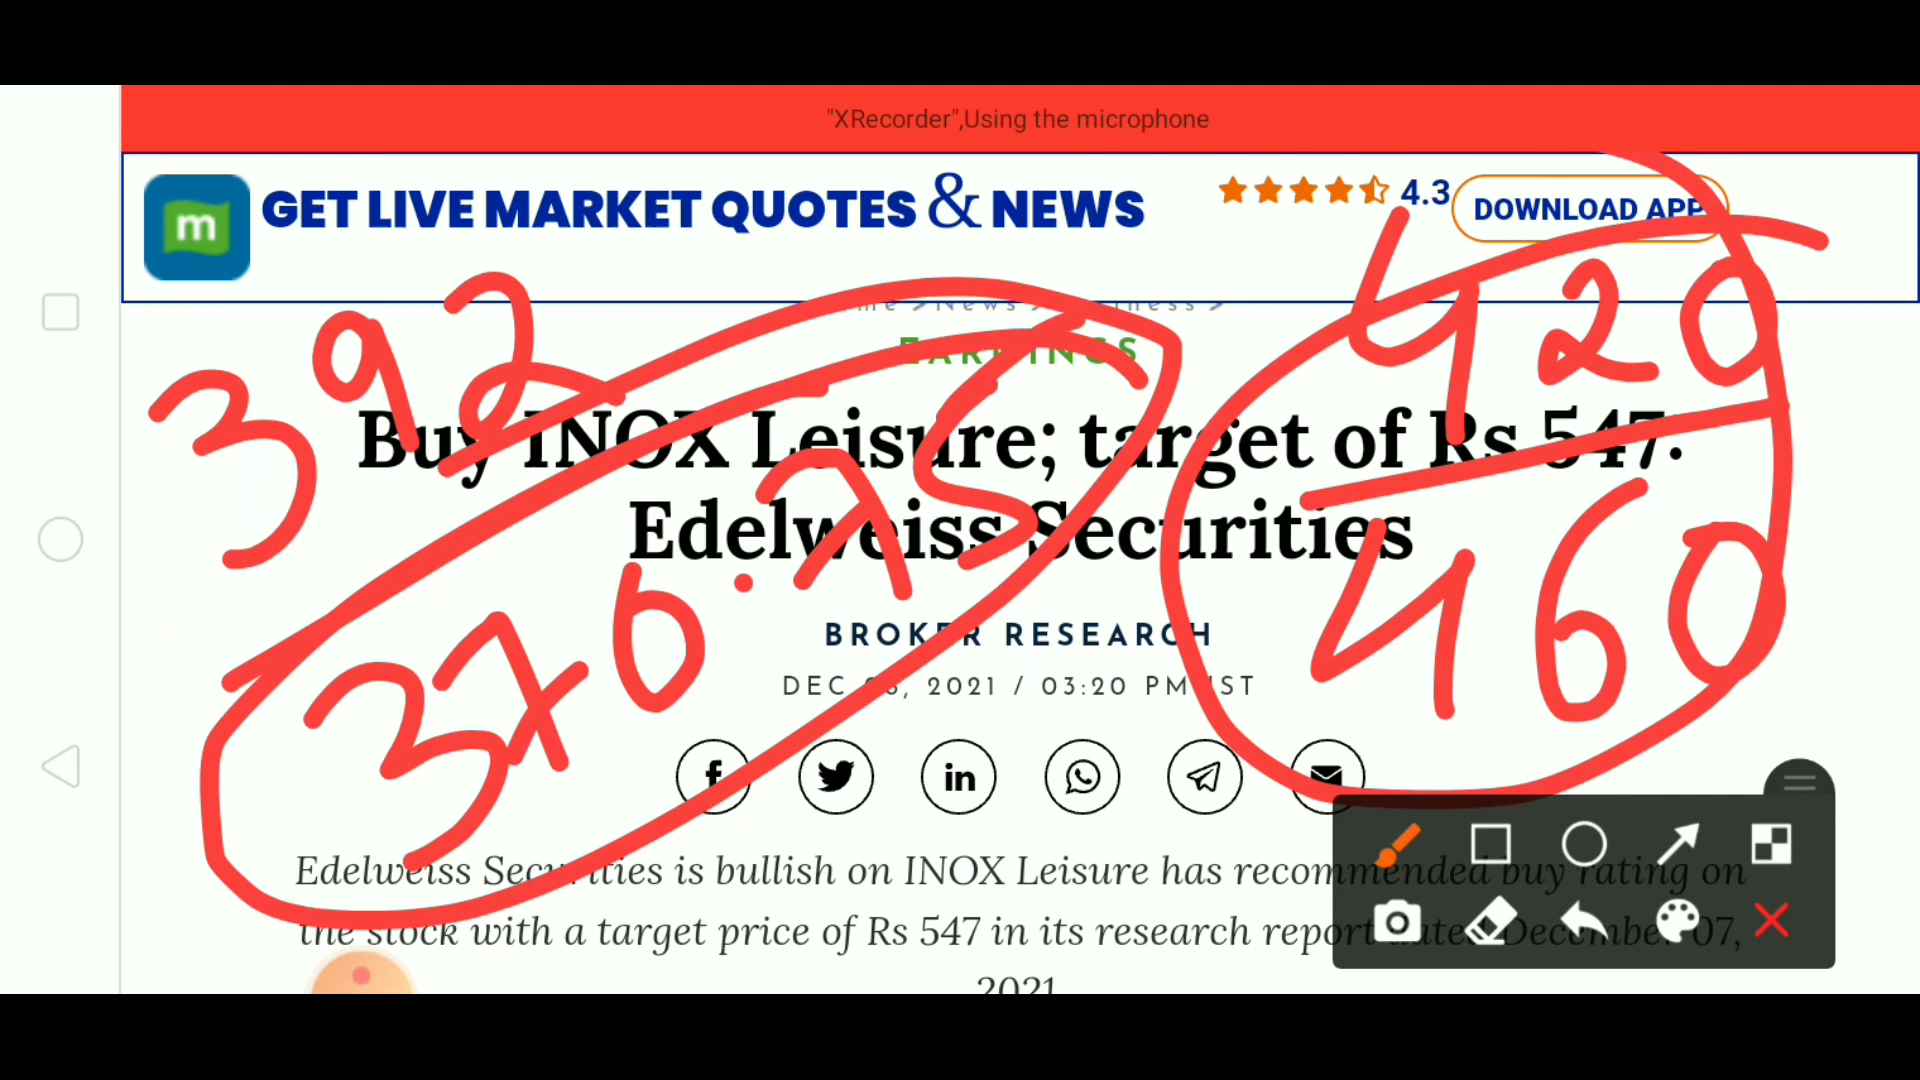 "XRecorder",Using the microphone
m
GET LIVE MARKET QUOTES & NEWS
4.3
DOWNLOAD APP
> News >
EARNINGS
392
420
Buy INOX Leisure; target of Rs 547:
Edelweiss Securities
376.75
460
BROKER RESEARCH
DEC , 2021 / 03:20 PM IST
f
in
Edelweiss Securities is bullish on INOX Leisure has recommended buy rating on
the stock with a target price of Rs 547 in its research report dated December 07,
2021